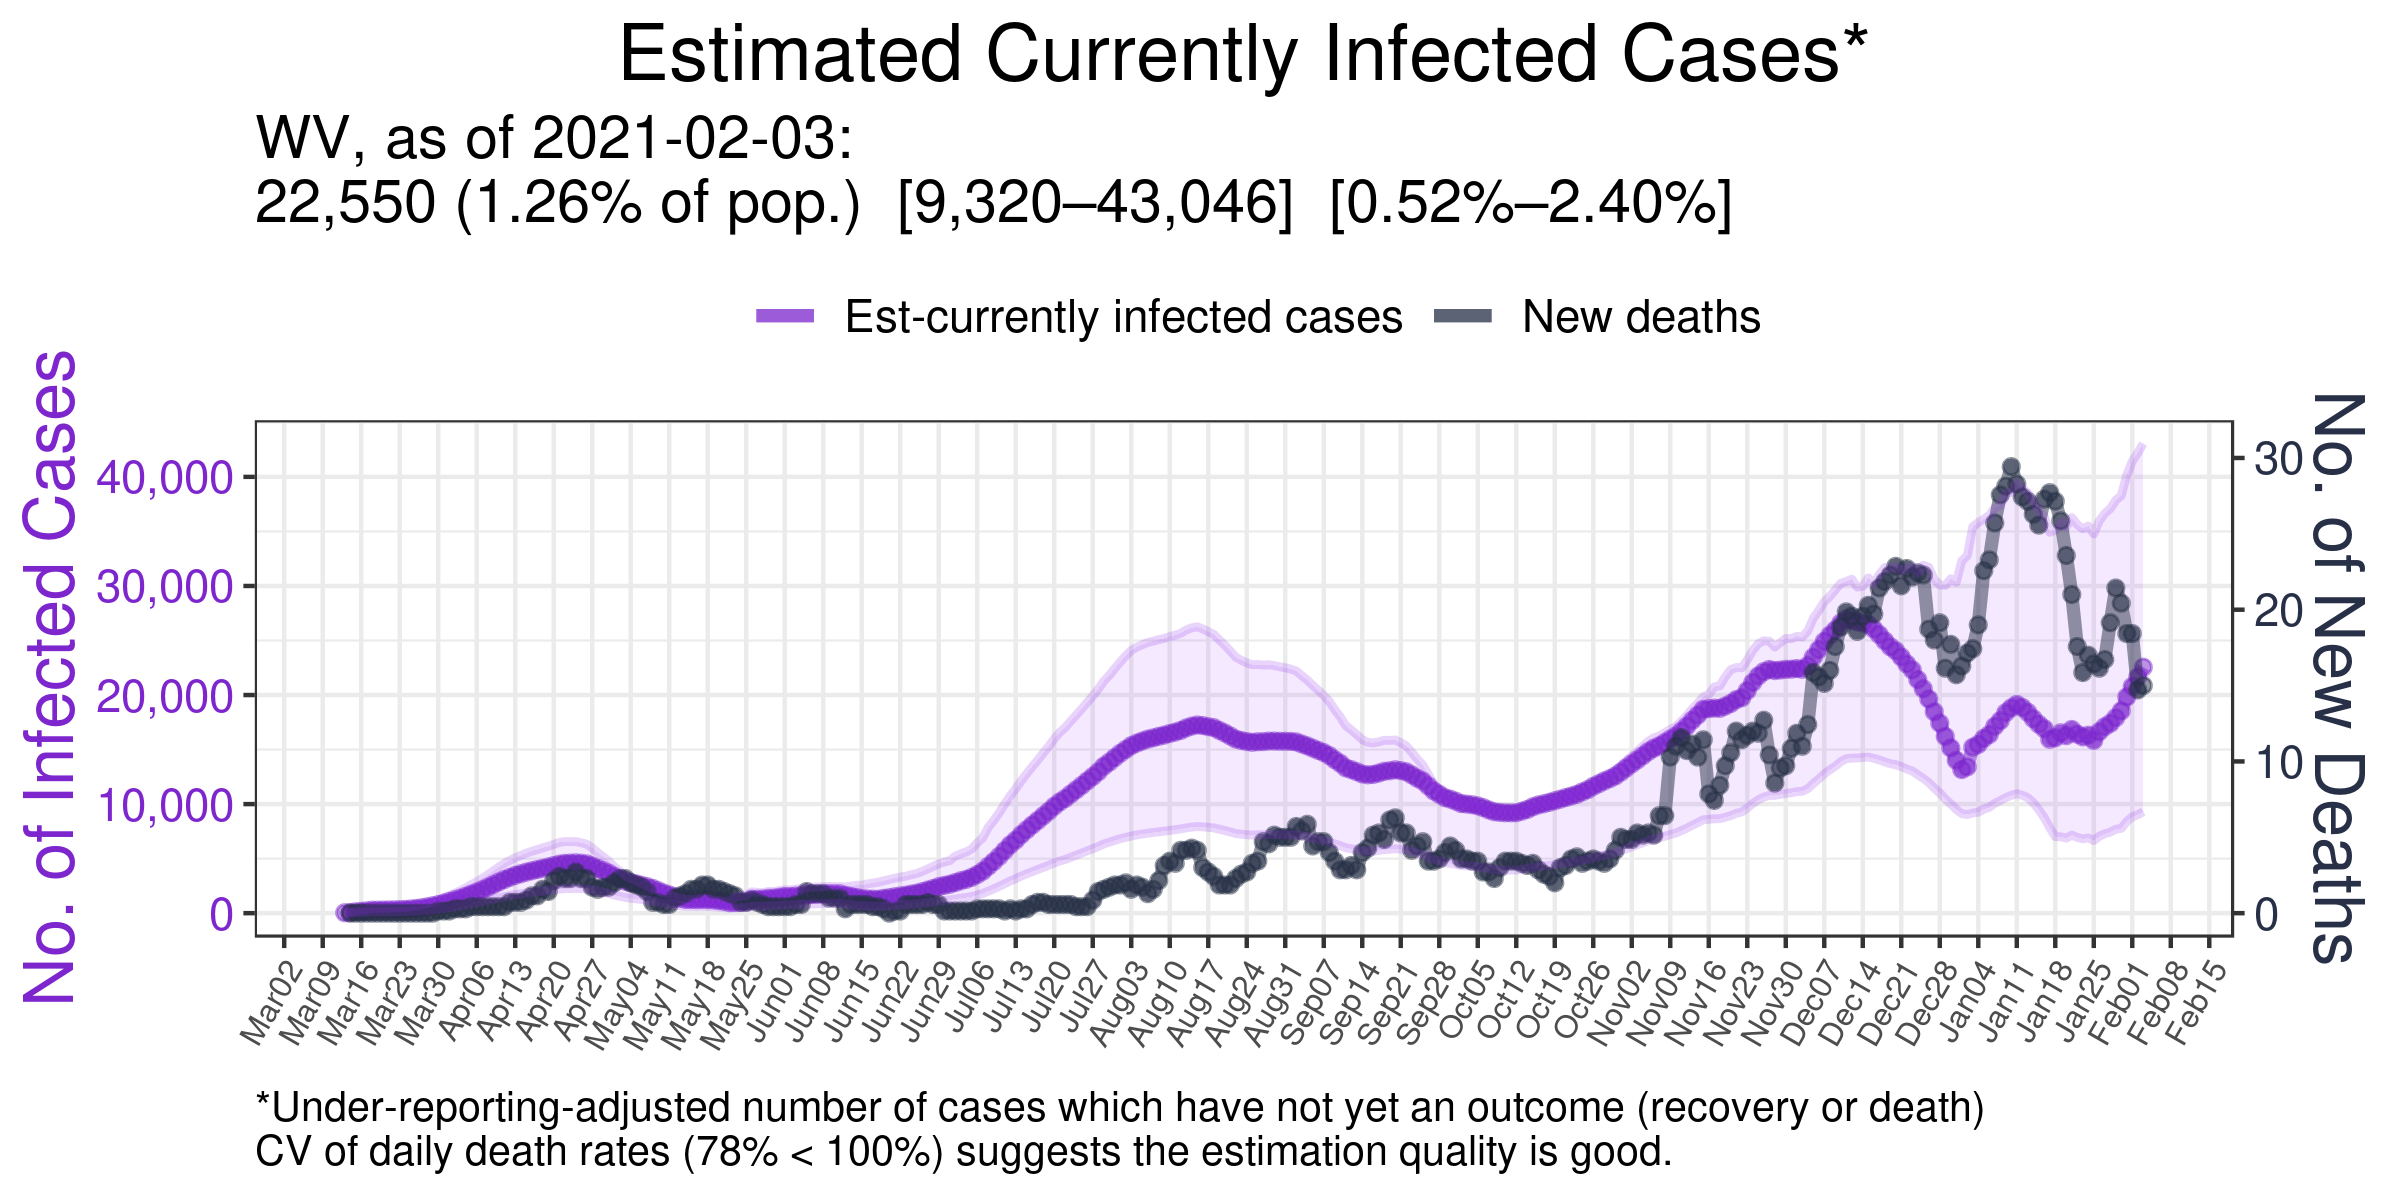 Estimated Currently Infected Cases*
WV, as of 2021-02-03:
22,550 (1.26% of pop.)  [9,320–43,046]  [0.52%–2.40%]
Est-currently infected cases
New deaths
No. of Infected Cases
40,000
30,000
20,000
10,000
0
30
20
10
0
No. of New Deaths
Mar02
Mar09
Mar16
Mar23
Mar30
Apr06
Apr13
Apr20
Apr27
May04
May11
May18
May25
Jun01
Jun08
Jun15
Jun22
Jun29
Jul06
Jul13
Jul20
Jul27
Aug03
Aug10
Aug17
Aug24
Aug31
Sep07
Sep14
Sep21
Sep28
Oct05
Oct12
Oct19
Oct26
Nov02
Nov09
Nov16
Nov23
Nov30
Dec07
Dec14
Dec21
Dec28
Jan04
Jan11
Jan18
Jan25
Feb01
Feb08
Feb15
*Under-reporting-adjusted number of cases which have not yet an outcome (recovery or death)
CV of daily death rates (78% < 100%) suggests the estimation quality is good.